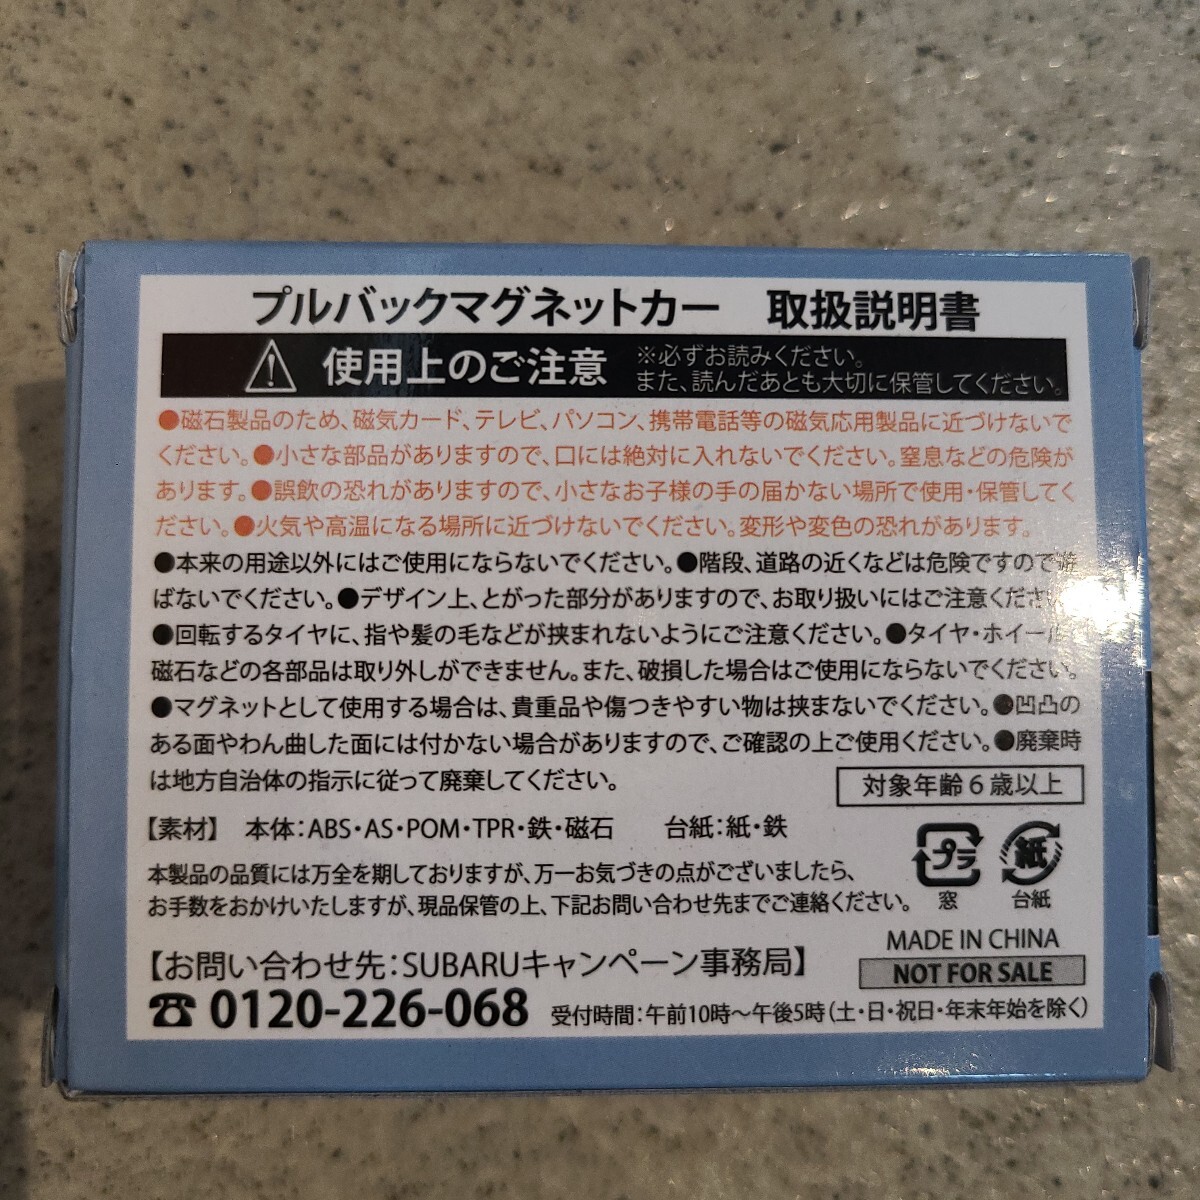 プルバックマグネットカー　取扱説明書
使用上のご注意
※必ずお読みください。
また、読んだあとも大切に保管してください。
●磁石製品のため、磁気カード、テレビ、パソコン、携帯電話等の磁気応用製品に近づけないで
ください。●小さな部品がありますので、口には絶対に入れないでください。窒息などの危険が
あります。●誤飲の恐れがありますので、小さなお子様の手の届かない場所で使用・保管してく
ださい。●火気や高温になる場所に近づけないでください。変形や変色の恐れがあります。
●本来の用途以外にはご使用にならないでください。●階段、道路の近くなどは危険ですので遊
ばないでください。●デザイン上、とがった部分がありますので、お取り扱いにはご注意くださ
●回転するタイヤに、指や髪の毛などが挟まれないようにご注意ください。●タイヤ・ホイール
磁石などの各部品は取り外しができません。また、破損した場合はご使用にならないでください。
●マグネットとして使用する場合は、貴重品や傷つきやすい物は挟まないでください。●凹凸の
ある面やわん曲した面には付かない場合がありますので、ご確認の上ご使用ください。●廃棄時
は地方自治体の指示に従って廃棄してください。
対象年齢6歳以上
【素材】　本体：ABS・AS・POM・TPR・鉄・磁石　　台紙：紙・鉄
プラ
紙
窓
台紙
本製品の品質には万全を期しておりますが、万一お気づきの点がございましたら、
お手数をおかけいたしますが、現品保管の上、下記お問い合わせ先までご連絡ください。
MADE IN CHINA
NOT FOR SALE
【お問い合わせ先：SUBARUキャンペーン事務局】
☎ 0120-226-068 受付時間：午前10時～午後5時（土・日・祝日・年末年始を除く）